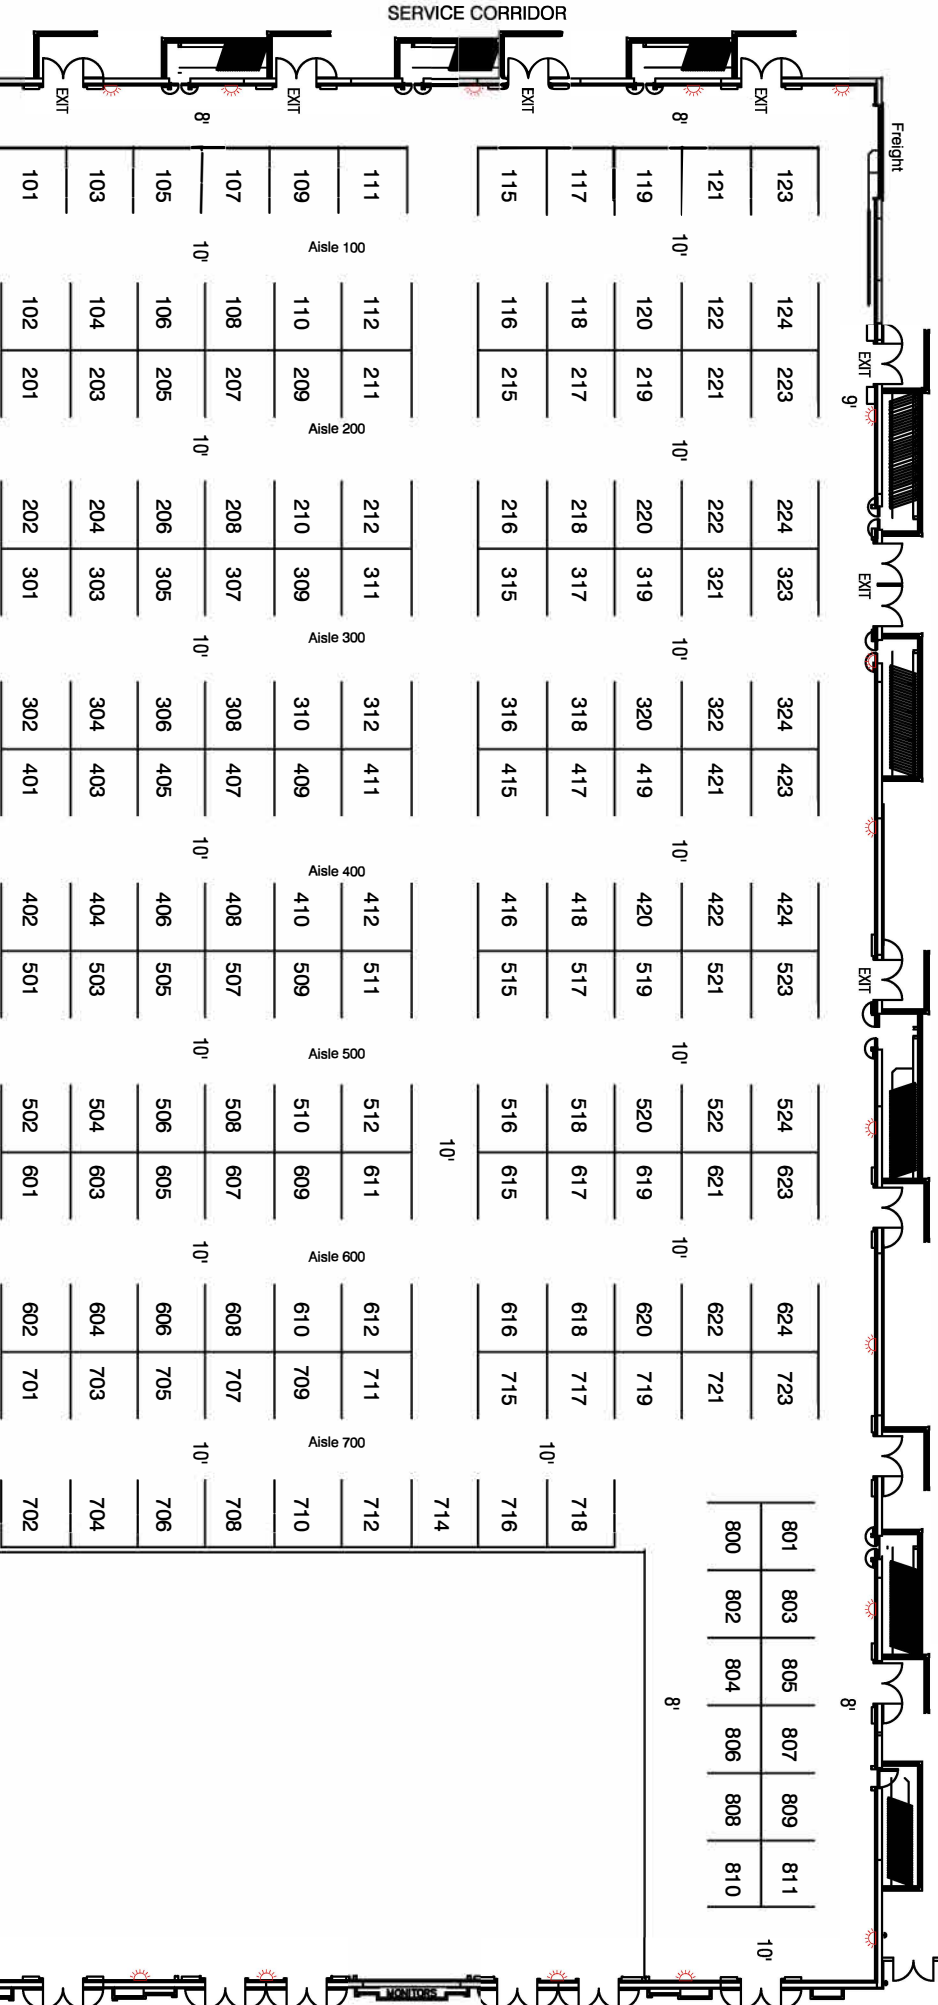 SERVICE CORRIDOR
EXIT EXIT EXIT EXIT
8' 8'
Freight
101 103 105 107 109 111 115 117 119 121 123
10' Aisle 100 10'
102 104 106 108 110 112 116 118 120 122 124
EXIT
201 203 205 207 209 211 215 217 219 221 223
9'
10' Aisle 200 10'
202 204 206 208 210 212 216 218 220 222 224
301 303 305 307 309 311 315 317 319 321 323
EXIT
10' Aisle 300 10'
302 304 306 308 310 312 316 318 320 322 324
401 403 405 407 409 411 415 417 419 421 423
10' Aisle 400 10'
402 404 406 408 410 412 416 418 420 422 424
501 503 505 507 509 511 515 517 519 521 523
EXIT
10' Aisle 500 10'
502 504 506 508 510 512 516 518 520 522 524
10'
601 603 605 607 609 611 615 617 619 621 623
10' Aisle 600 10'
602 604 606 608 610 612 616 618 620 622 624
701 703 705 707 709 711 715 717 719 721 723
10' Aisle 700 10'
702 704 706 708 710 712 714 716 718
800 801
802 803
804 805
8' 8'
806 807
808 809
810 811
10'
MONITORS